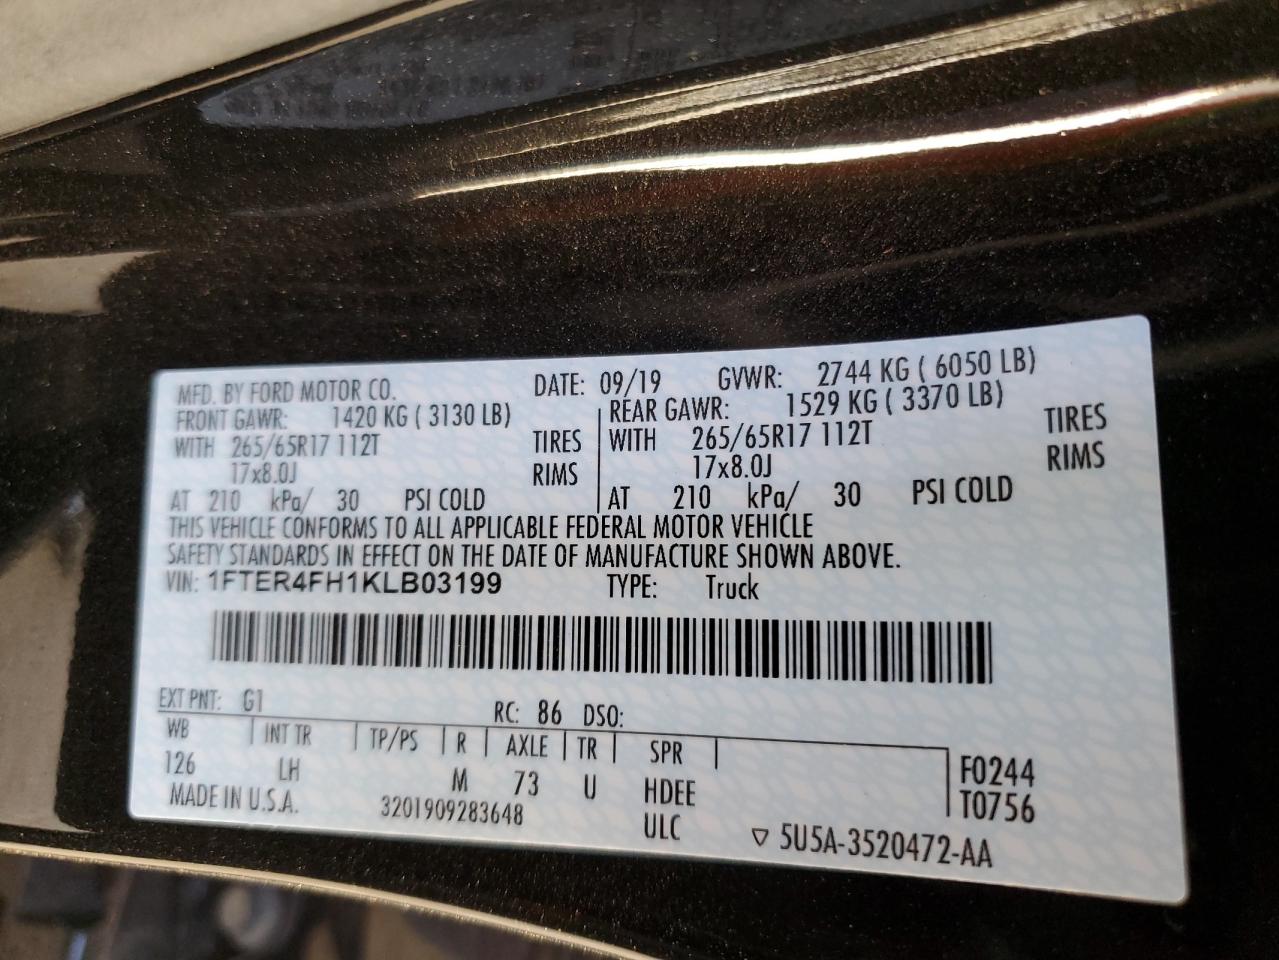 MFD. BY FORD MOTOR CO. DATE: 09/19 GVWR: 2744 KG ( 6050 LB)
FRONT GAWR: 1420 KG ( 3130 LB) REAR GAWR: 1529 KG ( 3370 LB)
WITH 265/65R17 112T TIRES WITH 265/65R17 112T TIRES
17x8.0J RIMS 17x8.0J RIMS
AT 210 kPa/ 30 PSI COLD AT 210 kPa/ 30 PSI COLD
THIS VEHICLE CONFORMS TO ALL APPLICABLE FEDERAL MOTOR VEHICLE
SAFETY STANDARDS IN EFFECT ON THE DATE OF MANUFACTURE SHOWN ABOVE.
VIN: 1FTER4FH1KLB03199 TYPE: Truck
EXT PNT: G1 RC: 86 DSO:
WB INT TR TP/PS R AXLE TR SPR F0244
126 LH M 73 U HDEE T0756
MADE IN U.S.A. 3201909283648 ULC ▽ 5U5A-3520472-AA